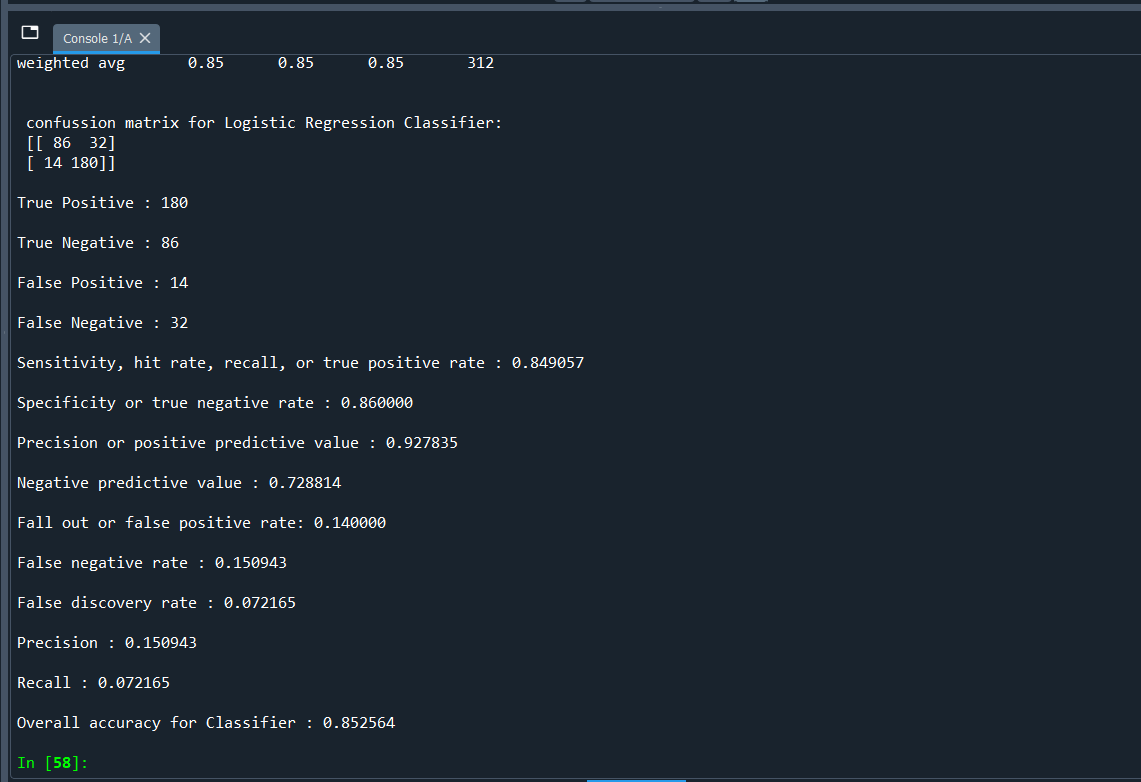 Console 1/A
weighted avg 0.85 0.85 0.85 312
confussion matrix for Logistic Regression Classifier:
[[ 86 32]
[ 14 180]]
True Positive : 180
True Negative : 86
False Positive : 14
False Negative : 32
Sensitivity, hit rate, recall, or true positive rate : 0.849057
Specificity or true negative rate : 0.860000
Precision or positive predictive value : 0.927835
Negative predictive value : 0.728814
Fall out or false positive rate: 0.140000
False negative rate : 0.150943
False discovery rate : 0.072165
Precision : 0.150943
Recall : 0.072165
Overall accuracy for Classifier : 0.852564
In [58]: